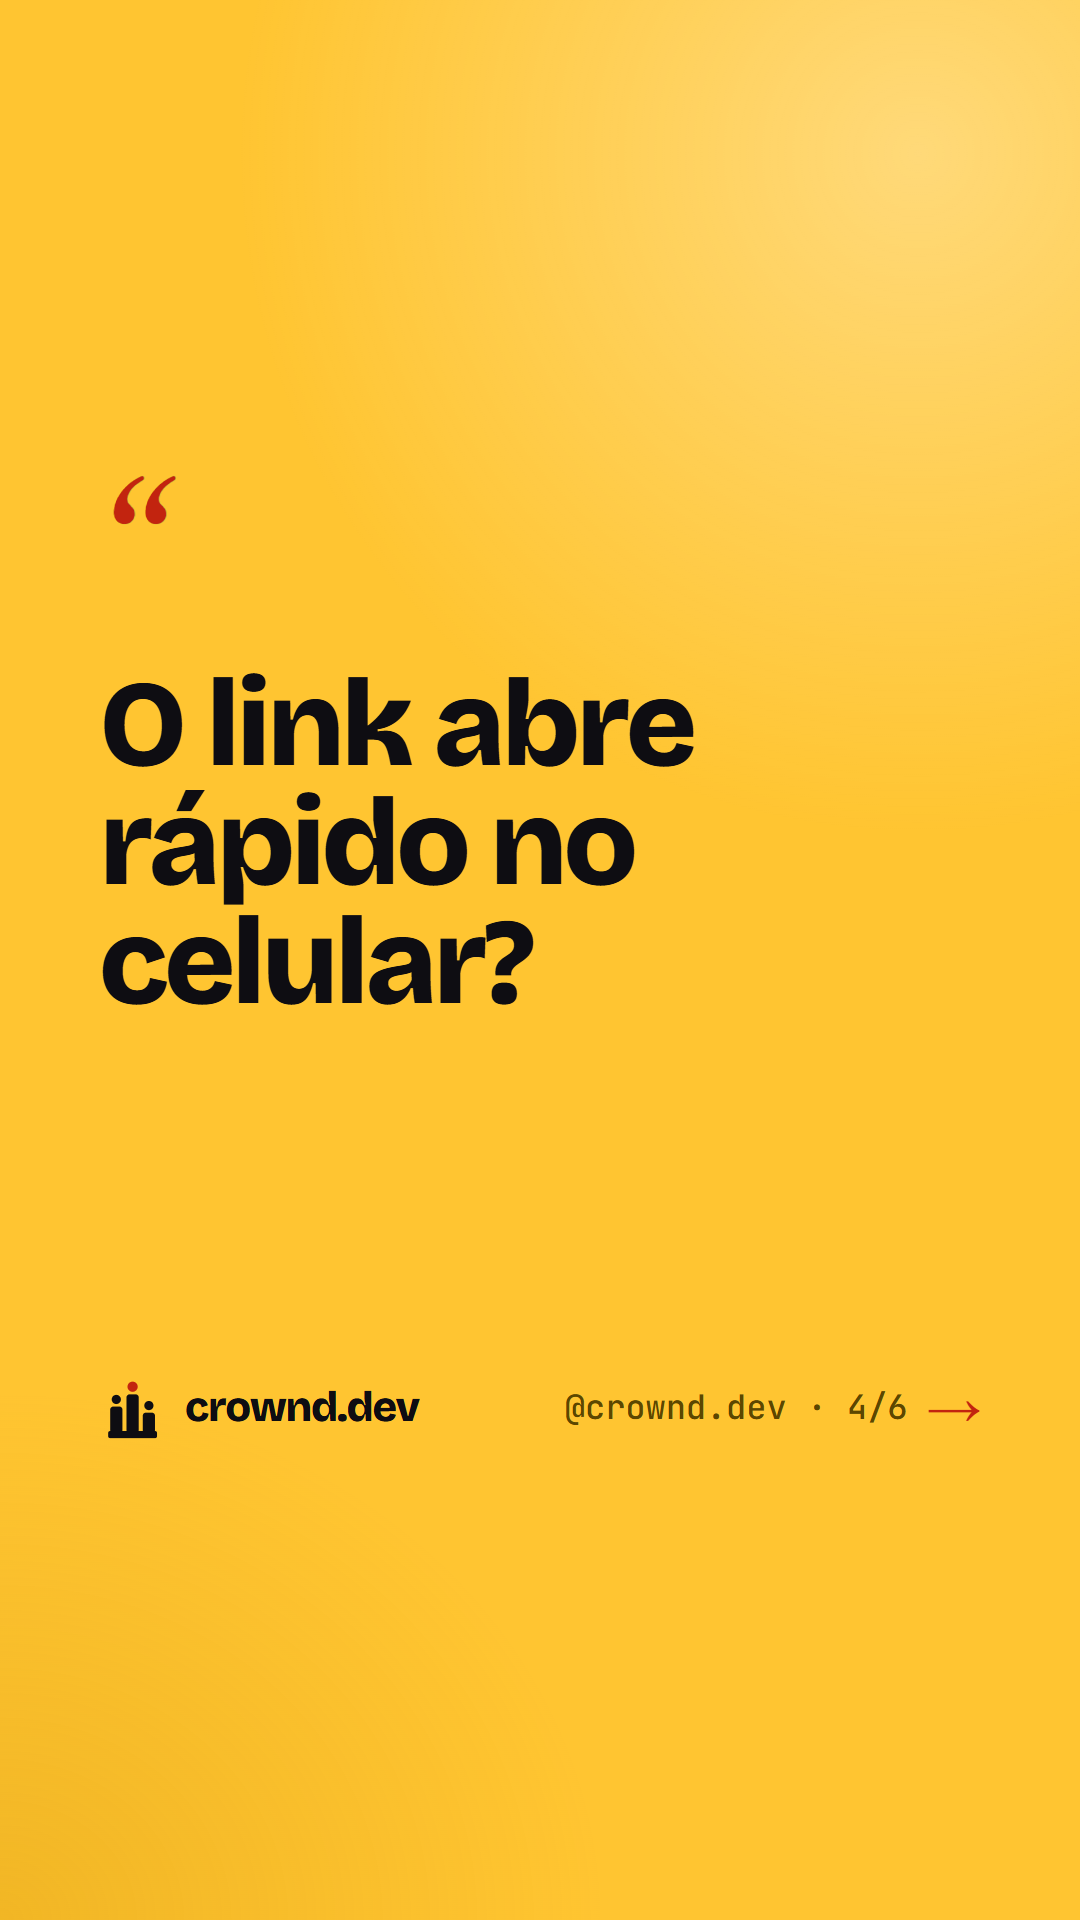 “
O link abre
rápido no
celular?
crownd.dev
@crownd.dev · 4/6 →